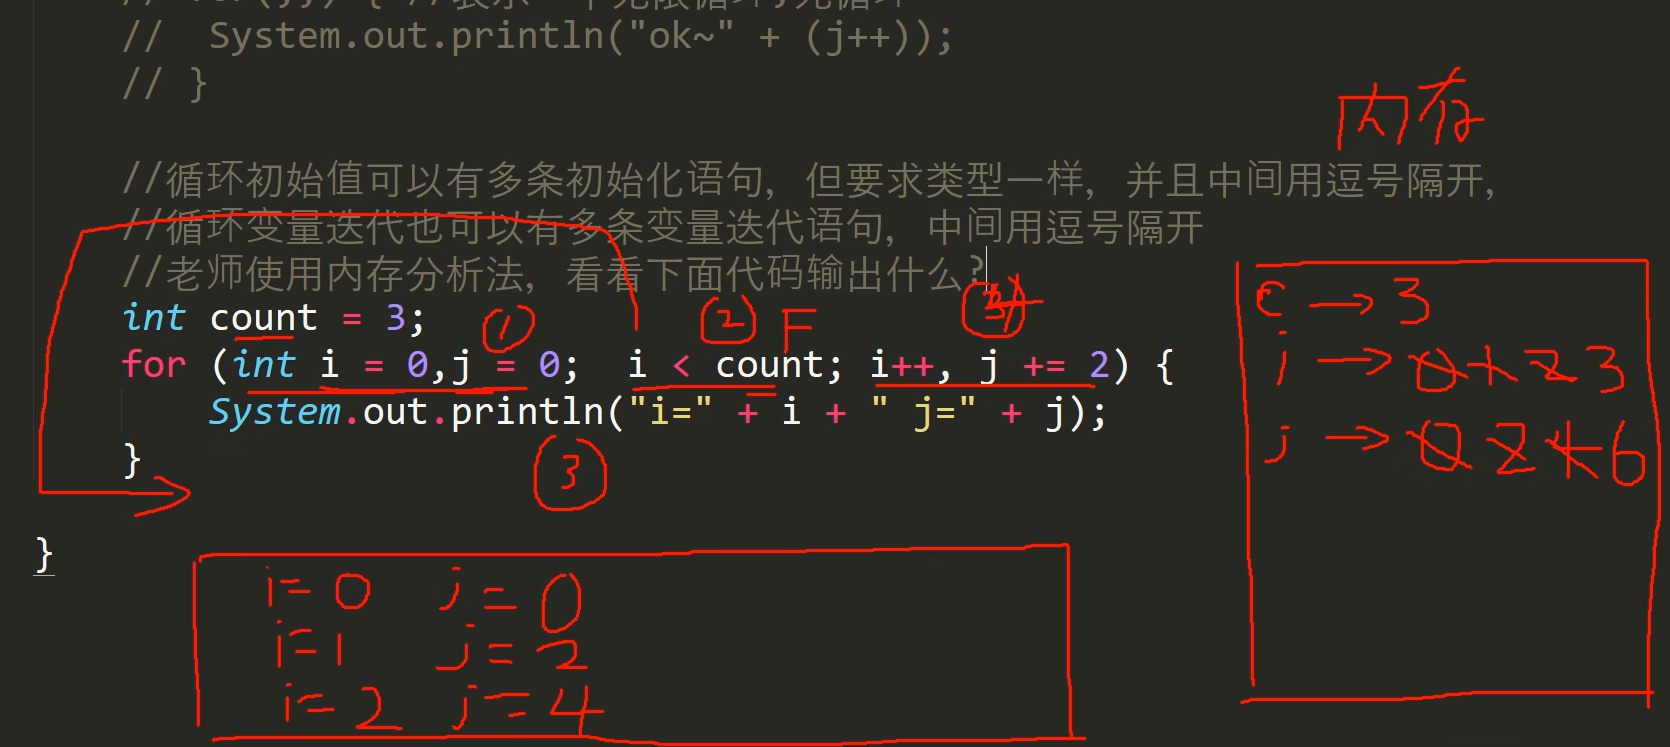 // System.out.println("ok~" + (j++));
// }
内存
//循环初始值可以有多条初始化语句，但要求类型一样，并且中间用逗号隔开，
//循环变量迭代也可以有多条变量迭代语句，中间用逗号隔开
//老师使用内存分析法，看看下面代码输出什么?
int count = 3;
① ② F
for (int i = 0,j = 0; i < count; i++, j += 2) {
System.out.println("i=" + i + " j=" + j);
}
③
}
c → 3
i → 0 1 2 3
j → 0 2 4 6
i=0 j=0
i=1 j=2
i=2 j=4